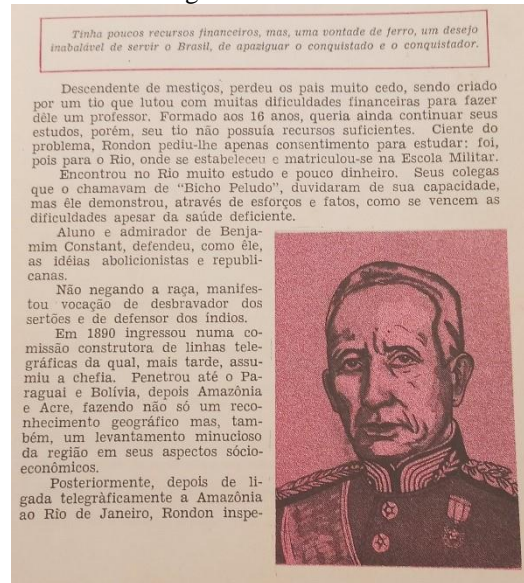 Tinha poucos recursos financeiros, mas, uma vontade de ferro, um desejo
inabalável de servir o Brasil, de apaziguar o conquistado e o conquistador.
Descendente de mestiços, perdeu os pais muito cedo, sendo criado
por um tio que lutou com muitas dificuldades financeiras para fazer
dêle um professor. Formado aos 16 anos, queria ainda continuar seus
estudos, porém, seu tio não possuía recursos suficientes. Ciente do
problema, Rondon pediu-lhe apenas consentimento para estudar: foi,
pois para o Rio, onde se estabeleceu e matriculou-se na Escola Militar.
Encontrou no Rio muito estudo e pouco dinheiro. Seus colegas
que o chamavam de “Bicho Peludo”, duvidaram de sua capacidade,
mas êle demonstrou, através de esforços e fatos, como se vencem as
dificuldades apesar da saúde deficiente.
Aluno e admirador de Benja-
mim Constant, defendeu, como êle,
as idéias abolicionistas e republi-
canas.
Não negando a raça, manifes-
tou vocação de desbravador dos
sertões e de defensor dos índios.
Em 1890 ingressou numa co-
missão construtora de linhas tele-
gráficas da qual, mais tarde, assu-
miu a chefia. Penetrou até o Pa-
raguai e Bolívia, depois Amazônia
e Acre, fazendo não só um reco-
nhecimento geográfico mas, tam-
bém, um levantamento minucioso
da região em seus aspectos sócio-
econômicos.
Posteriormente, depois de li-
gada telegràficamente a Amazônia
ao Rio de Janeiro, Rondon inspe-